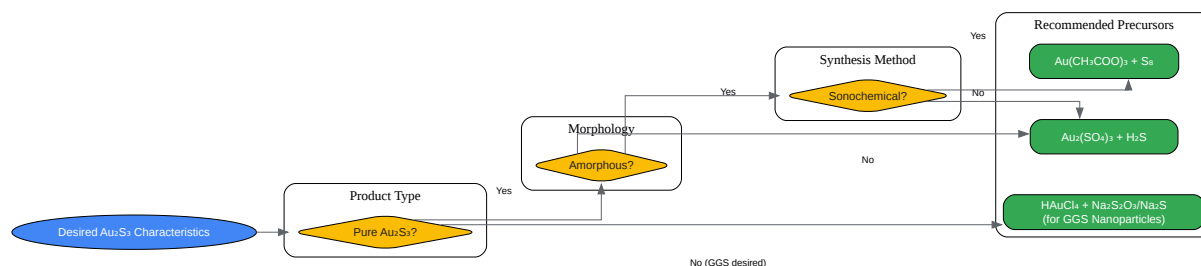 Recommended Precursors
Yes
Au(CH₃COO)₃ + S₈
Synthesis Method
Sonochemical?
Yes
No
Morphology
Au₂(SO₄)₃ + H₂S
Amorphous?
No
Product Type
Yes
HAuCl₄ + Na₂S₂O₃/Na₂S
(for GGS Nanoparticles)
Desired Au₂S₃ Characteristics
Pure Au₂S₃?
No (GGS desired)